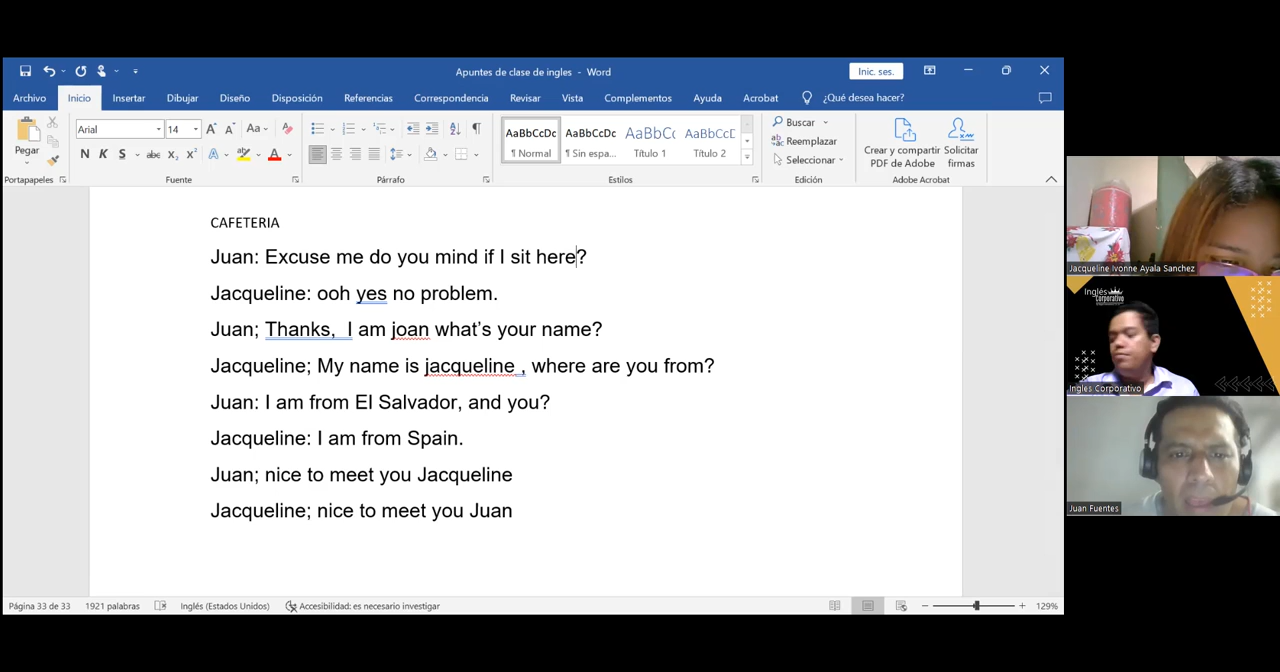 Apuntes de clase de ingles - Word
Inic. ses.
Archivo Inicio Insertar Dibujar Diseño Disposición Referencias Correspondencia Revisar Vista Complementos Ayuda Acrobat ¿Qué desea hacer?
Pegar
Arial 14
N K S abc X₂ X²
Aa
AaBbCcDc AaBbCcDc AaBbC( AaBbCcD
¶ Normal ¶ Sin espa... Título 1 Título 2
Buscar
Reemplazar
Seleccionar
Crear y compartir PDF de Adobe
Solicitar firmas
Portapapeles Fuente Párrafo Estilos Edición Adobe Acrobat
CAFETERIA
Juan: Excuse me do you mind if I sit here?
Jacqueline: ooh yes no problem.
Juan; Thanks,  I am joan what's your name?
Jacqueline; My name is jacqueline , where are you from?
Juan: I am from El Salvador, and you?
Jacqueline: I am from Spain.
Juan; nice to meet you Jacqueline
Jacqueline; nice to meet you Juan
Página 33 de 33 1921 palabras Inglés (Estados Unidos) Accesibilidad: es necesario investigar 129%
Jacqueline Ivonne Ayala Sanchez
Inglés Corporativo
Ingles Corporativo
Juan Fuentes